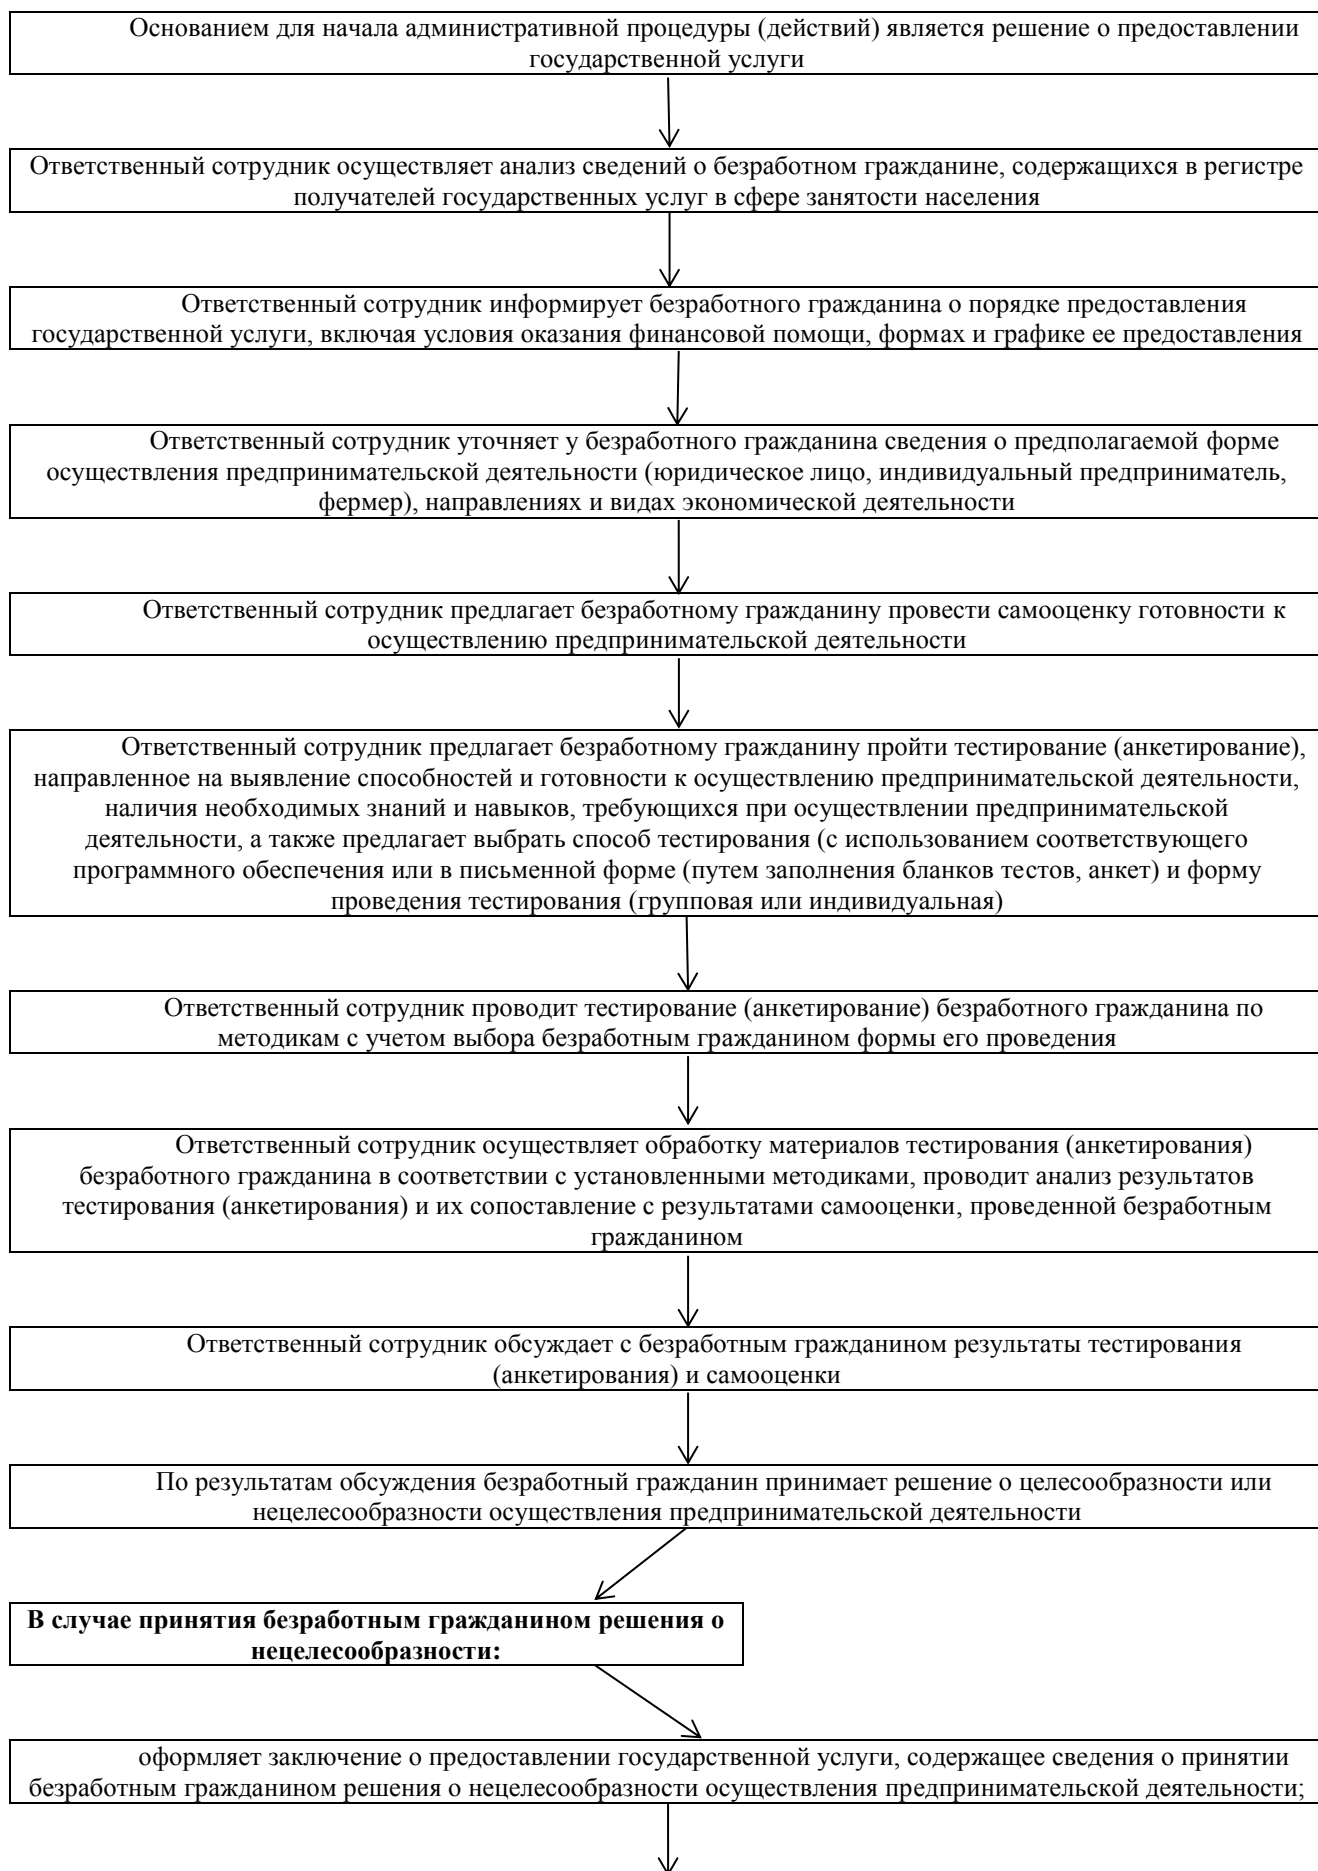 Основанием для начала административной процедуры (действий) является решение о предоставлении
государственной услуги
Ответственный сотрудник осуществляет анализ сведений о безработном гражданине, содержащихся в регистре
получателей государственных услуг в сфере занятости населения
Ответственный сотрудник информирует безработного гражданина о порядке предоставления
государственной услуги, включая условия оказания финансовой помощи, формах и графике ее предоставления
Ответственный сотрудник уточняет у безработного гражданина сведения о предполагаемой форме
осуществления предпринимательской деятельности (юридическое лицо, индивидуальный предприниматель,
фермер), направлениях и видах экономической деятельности
Ответственный сотрудник предлагает безработному гражданину провести самооценку готовности к
осуществлению предпринимательской деятельности
Ответственный сотрудник предлагает безработному гражданину пройти тестирование (анкетирование),
направленное на выявление способностей и готовности к осуществлению предпринимательской деятельности,
наличия необходимых знаний и навыков, требующихся при осуществлении предпринимательской
деятельности, а также предлагает выбрать способ тестирования (с использованием соответствующего
программного обеспечения или в письменной форме (путем заполнения бланков тестов, анкет) и форму
проведения тестирования (групповая или индивидуальная)
Ответственный сотрудник проводит тестирование (анкетирование) безработного гражданина по
методикам с учетом выбора безработным гражданином формы его проведения
Ответственный сотрудник осуществляет обработку материалов тестирования (анкетирования)
безработного гражданина в соответствии с установленными методиками, проводит анализ результатов
тестирования (анкетирования) и их сопоставление с результатами самооценки, проведенной безработным
гражданином
Ответственный сотрудник обсуждает с безработным гражданином результаты тестирования
(анкетирования) и самооценки
По результатам обсуждения безработный гражданин принимает решение о целесообразности или
нецелесообразности осуществления предпринимательской деятельности
В случае принятия безработным гражданином решения о
нецелесообразности:
оформляет заключение о предоставлении государственной услуги, содержащее сведения о принятии
безработным гражданином решения о нецелесообразности осуществления предпринимательской деятельности;